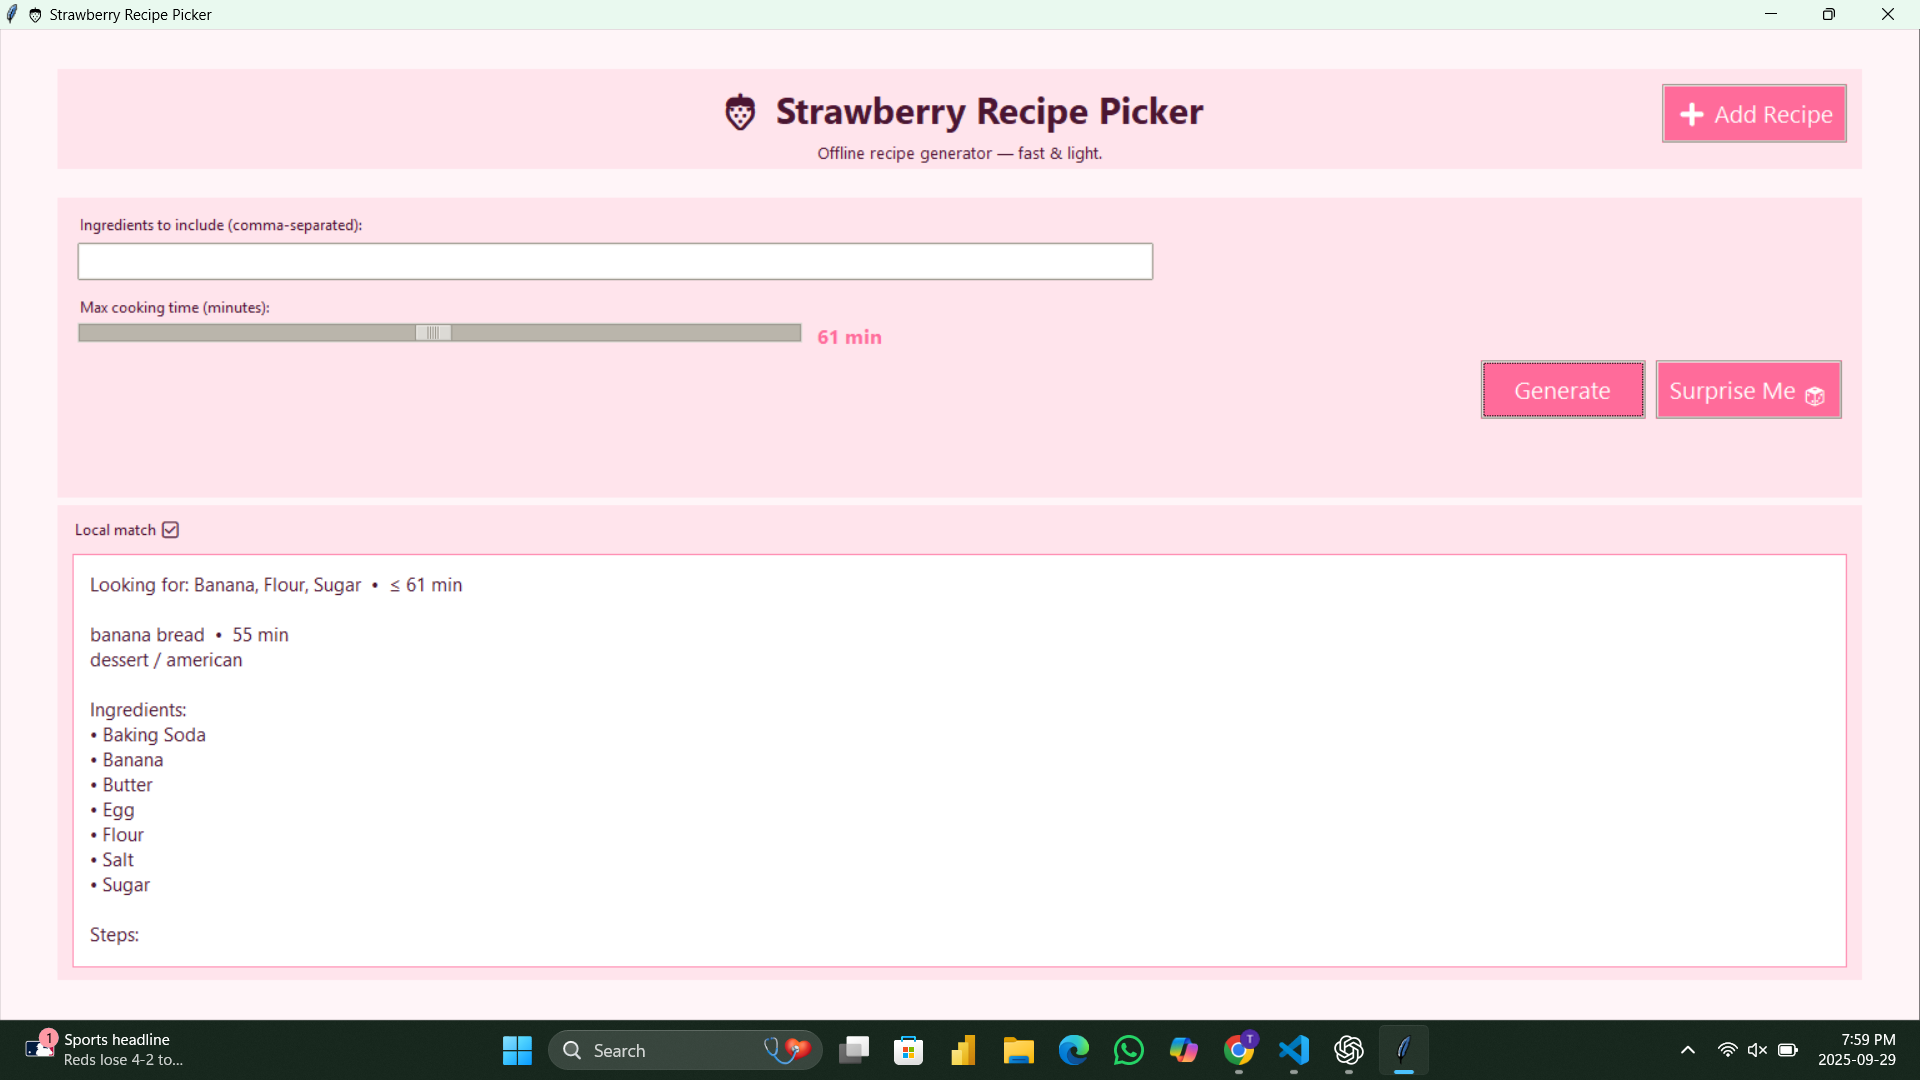 Strawberry Recipe Picker
Strawberry Recipe Picker
Add Recipe
Offline recipe generator — fast & light.
Ingredients to include (comma-separated):
Max cooking time (minutes):
61 min
Generate
Surprise Me
Local match
Looking for: Banana, Flour, Sugar • ≤ 61 min
banana bread • 55 min
dessert / american
Ingredients:
• Baking Soda
• Banana
• Butter
• Egg
• Flour
• Salt
• Sugar
Steps:
1
Sports headline
Reds lose 4-2 to...
Search
T
7:59 PM
2025-09-29